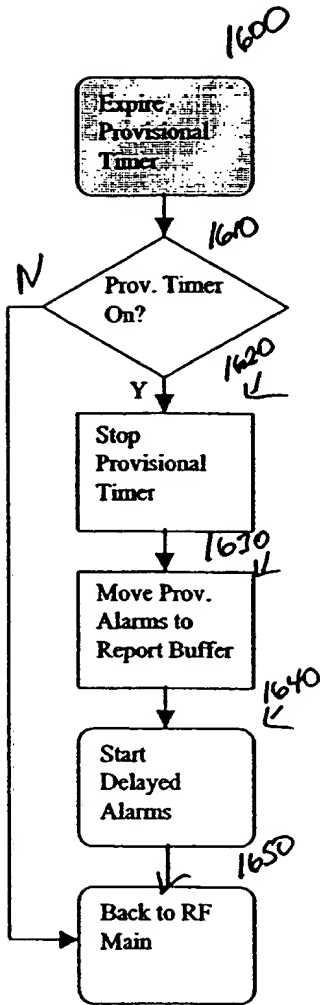 1600
Expire
Provisional
Timer
1610
N
Prov. Timer
On?
1620
Y
Stop
Provisional
Timer
1630
Move Prov.
Alarms to
Report Buffer
1640
Start
Delayed
Alarms
1650
Back to RF
Main